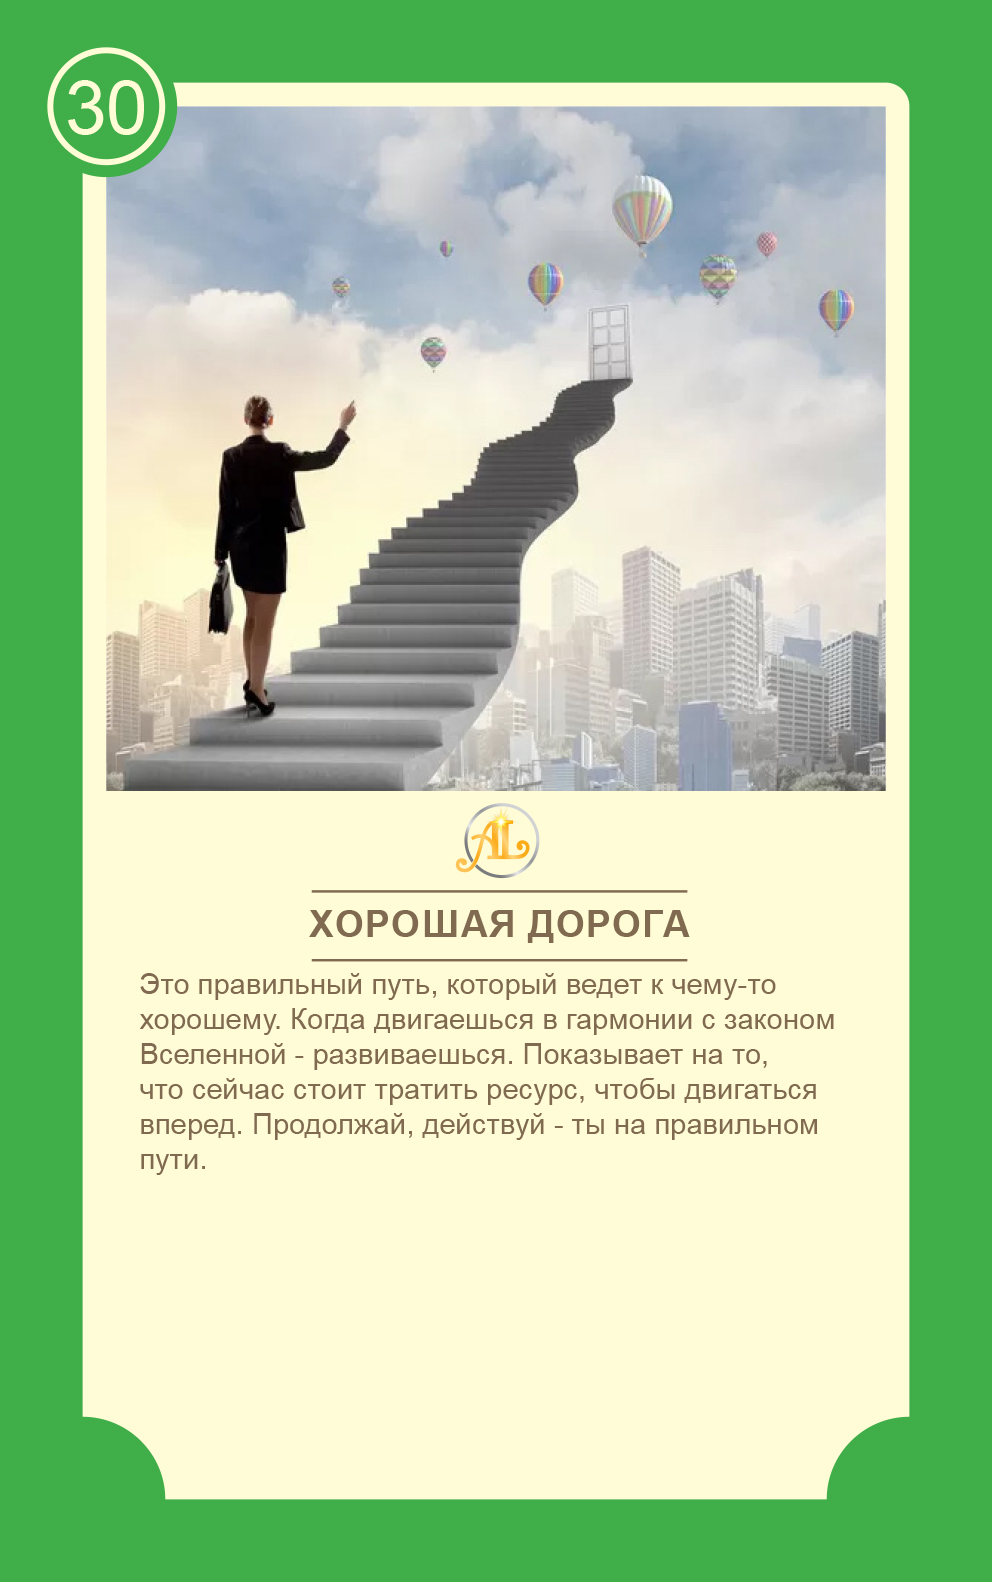 30
AL
ХОРОШАЯ ДОРОГА
Это правильный путь, который ведет к чему-то
хорошему. Когда двигаешься в гармонии с законом
Вселенной - развиваешься. Показывает на то,
что сейчас стоит тратить ресурс, чтобы двигаться
вперед. Продолжай, действуй - ты на правильном
пути.